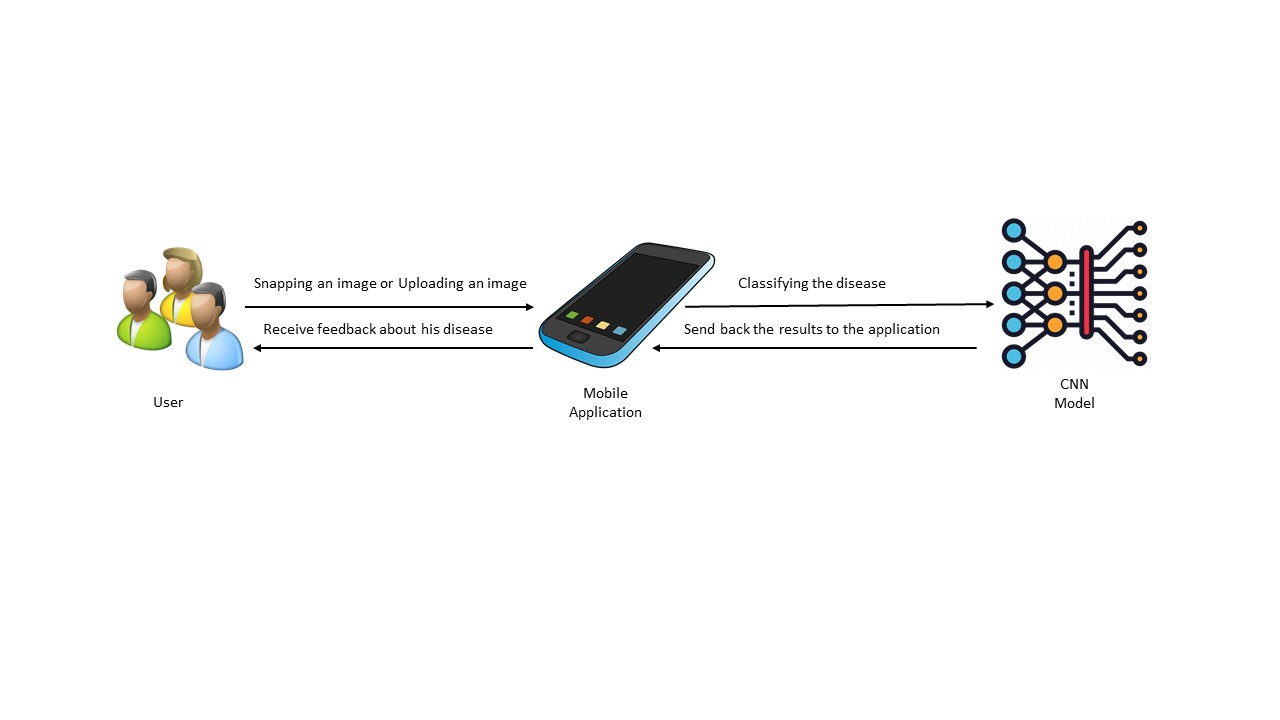 Snapping an image or Uploading an image
Classifying the disease
Receive feedback about his disease
Send back the results to the application
User
Mobile
Application
CNN
Model